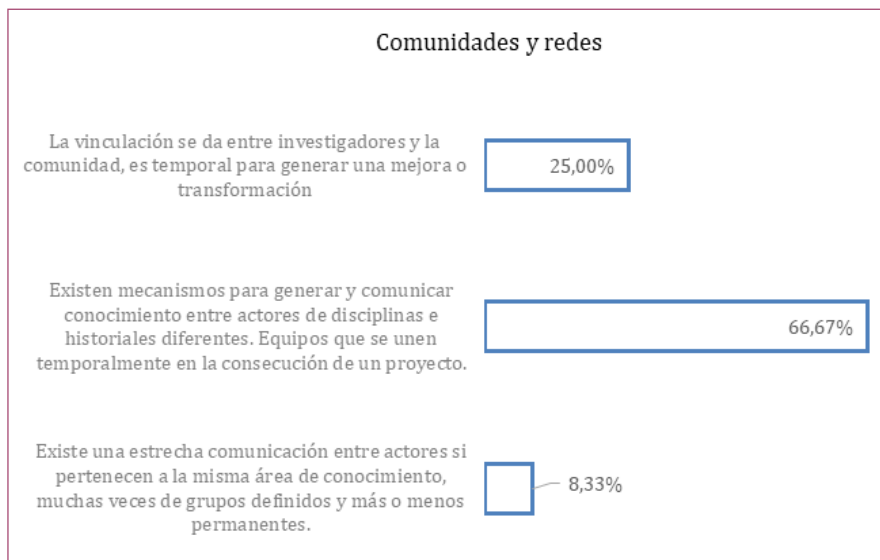 Comunidades y redes
La vinculación se da entre investigadores y la
comunidad, es temporal para generar una mejora o
transformación
25,00%
Existen mecanismos para generar y comunicar
conocimiento entre actores de disciplinas e
historiales diferentes. Equipos que se unen
temporalmente en la consecución de un proyecto.
66,67%
Existe una estrecha comunicación entre actores si
pertenecen a la misma área de conocimiento,
muchas veces de grupos definidos y más o menos
permanentes.
8,33%